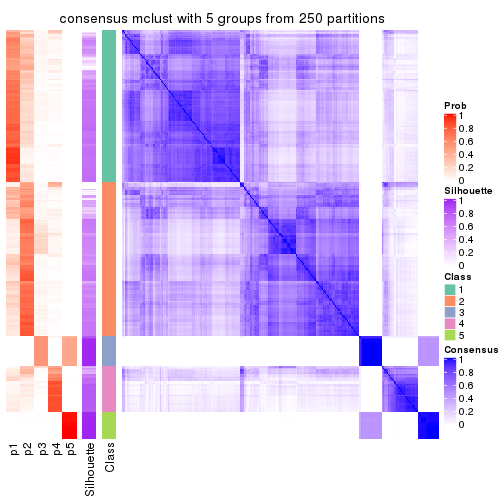 consensus mclust with 5 groups from 250 partitions
Prob
1
0.8
0.6
0.4
0.2
0
Silhouette
1
0.8
0.6
0.4
0.2
0
Class
1
2
3
4
5
Consensus
1
0.8
0.6
0.4
0.2
0
p1
p2
p3
p4
p5
Silhouette
Class